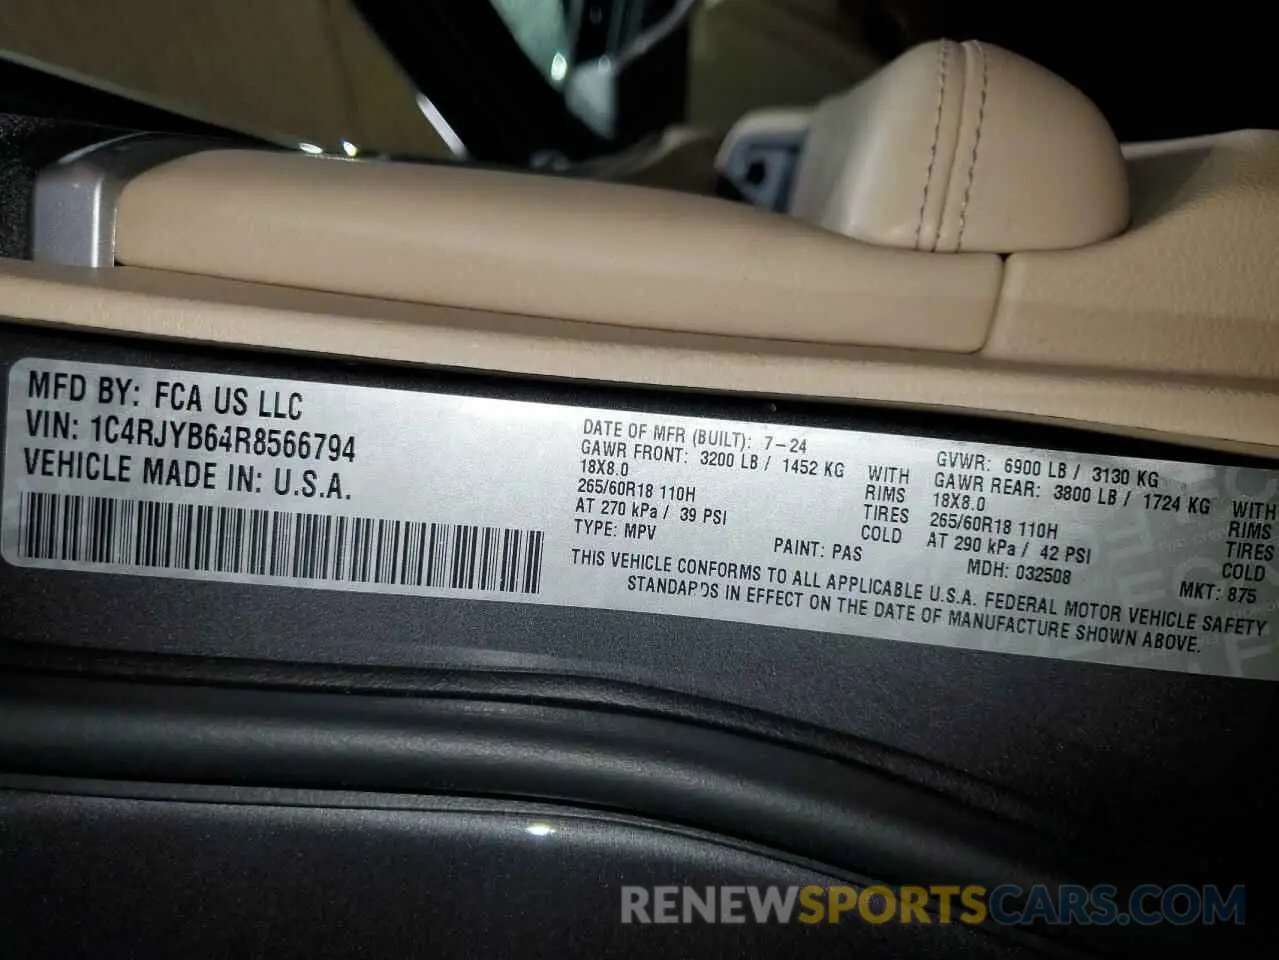 MFD BY: FCA US LLC
VIN: 1C4RJYB64R8566794
VEHICLE MADE IN: U.S.A.
DATE OF MFR (BUILT): 7-24
GAWR FRONT: 3200 LB / 1452 KG WITH
18X8.0 RIMS
265/60R18 110H TIRES
AT 270 kPa / 39 PSI COLD
TYPE: MPV
PAINT: PAS
GVWR: 6900 LB / 3130 KG
GAWR REAR: 3800 LB / 1724 KG WITH
18X8.0 RIMS
265/60R18 110H TIRES
AT 290 kPa / 42 PSI COLD
MDH: 032508 MKT: 875
THIS VEHICLE CONFORMS TO ALL APPLICABLE U.S.A. FEDERAL MOTOR VEHICLE SAFETY
STANDARDS IN EFFECT ON THE DATE OF MANUFACTURE SHOWN ABOVE.
RENEWSPORTSCARS.COM